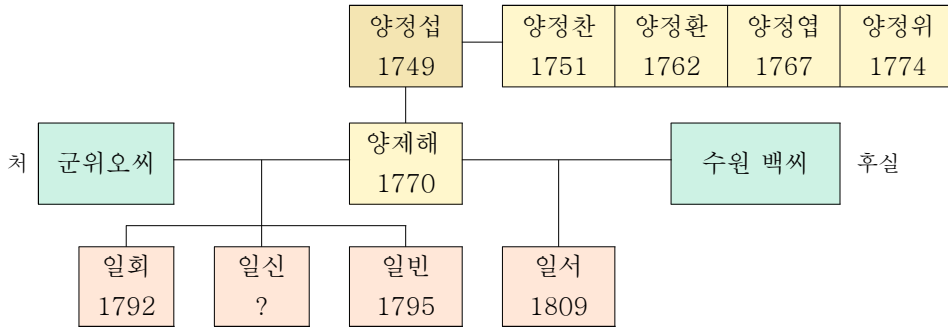 양정섭
1749
양정찬
1751
양정환
1762
양정엽
1767
양정위
1774
처
군위오씨
양제해
1770
수원 백씨
후실
일회
1792
일신
?
일빈
1795
일서
1809